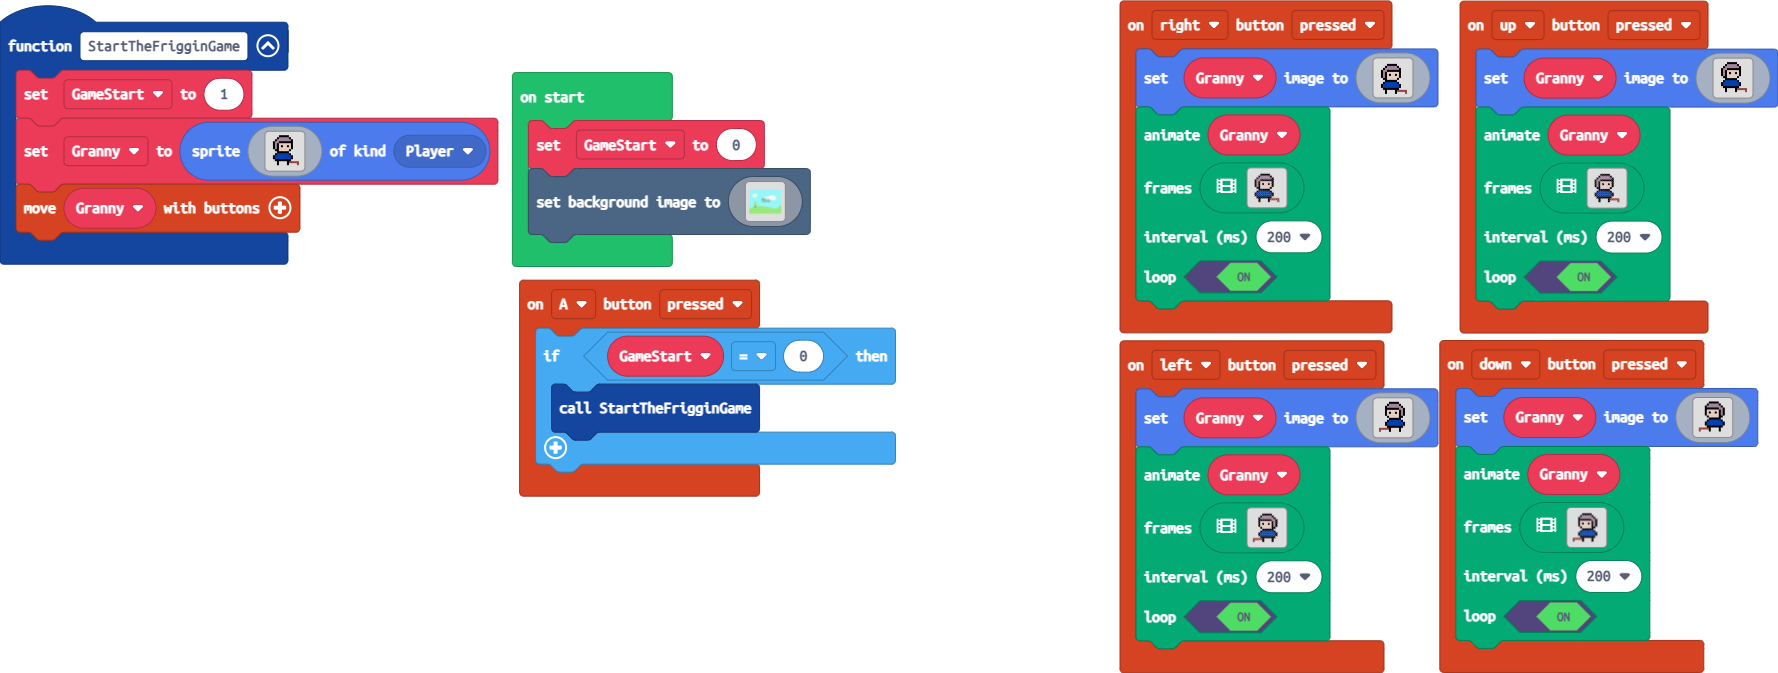 function StartTheFrigginGame
set GameStart to 1
set Granny to sprite of kind Player
move Granny with buttons
on start
set GameStart to 0
set background image to
on A button pressed
if GameStart = 0 then
call StartTheFrigginGame
on right button pressed
set Granny image to
animate Granny
frames
interval (ms) 200
loop ON
on up button pressed
set Granny image to
animate Granny
frames
interval (ms) 200
loop ON
on left button pressed
set Granny image to
animate Granny
frames
interval (ms) 200
loop ON
on down button pressed
set Granny image to
animate Granny
frames
interval (ms) 200
loop ON